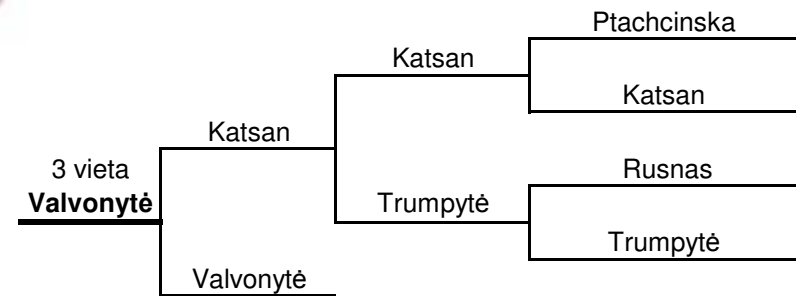 Ptachcinska
Katsan
Katsan
Katsan
3 vieta
Rusnas
Valvonytė
Trumpytė
Trumpytė
Valvonytė